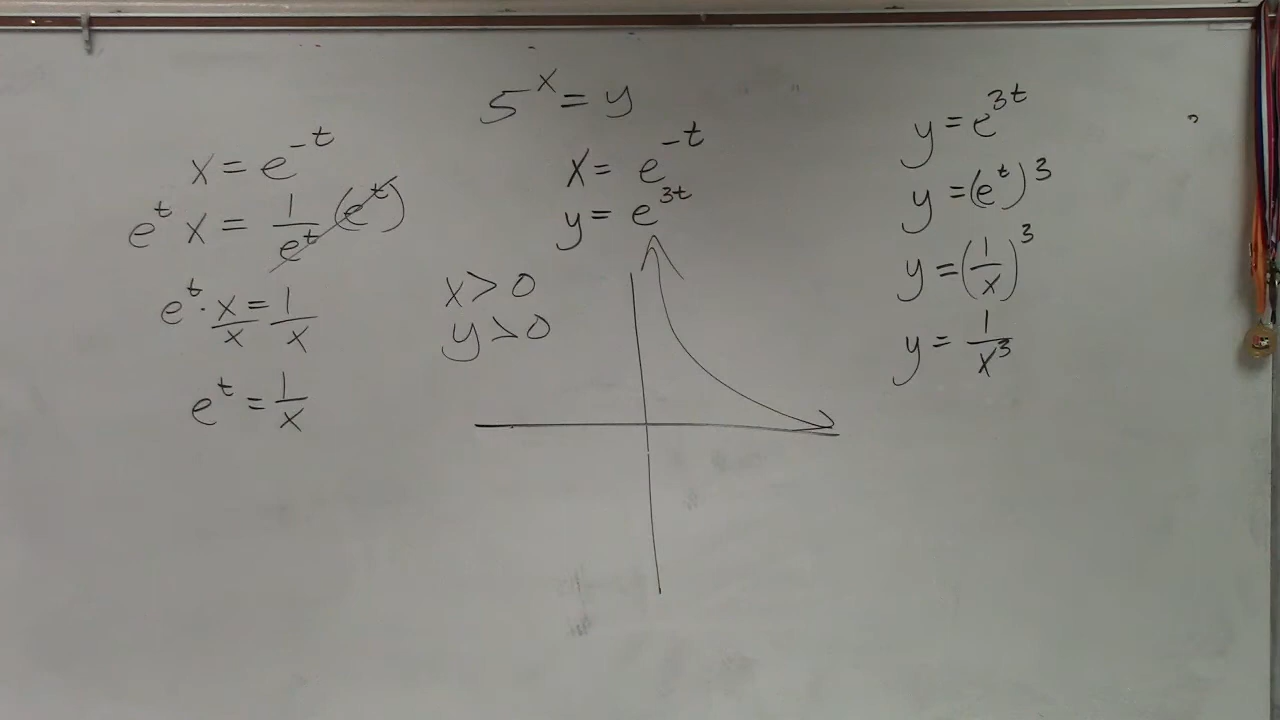 5^x = y
x = e^-t
y = e^3t
x = e^-t
e^t x = 1/e^t (e^t)
e^t · x/x = 1/x
e^t = 1/x
x > 0
y > 0
y = e^3t
y = (e^t)^3
y = (1/x)^3
y = 1/x^3